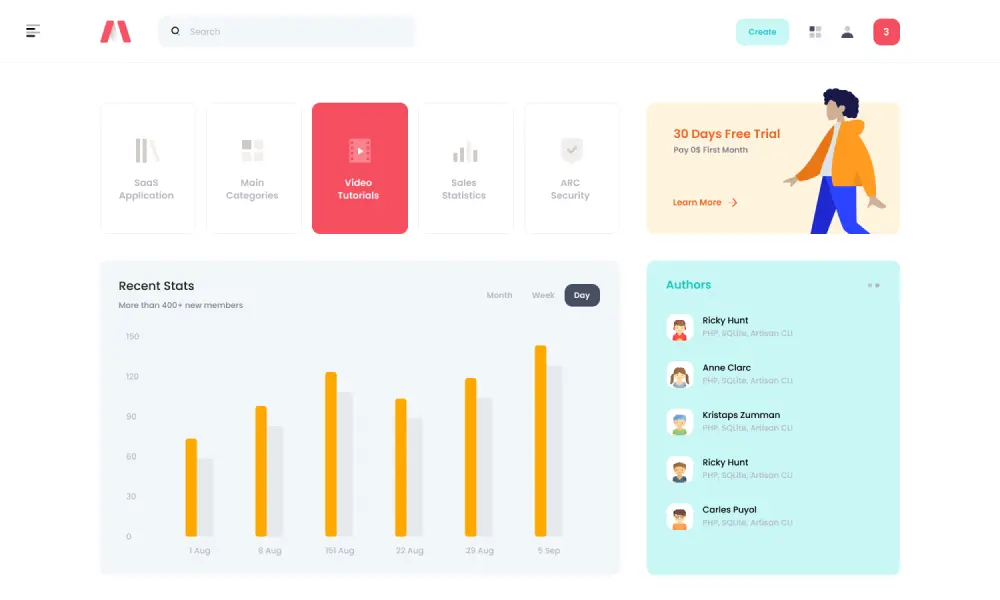 Search
Create
3
SaaS
Application
Main
Categories
Video
Tutorials
Sales
Statistics
ARC
Security
30 Days Free Trial
Pay 0$ First Month
Learn More
Recent Stats
More than 400+ new members
Month
Week
Day
150
120
90
60
30
0
1 Aug
8 Aug
151 Aug
22 Aug
29 Aug
5 Sep
Authors
Ricky Hunt
PHP, SQLite, Artisan CLI
Anne Clarc
PHP, SQLite, Artisan CLI
Kristaps Zumman
PHP, SQLite, Artisan CLI
Ricky Hunt
PHP, SQLite, Artisan CLI
Carles Puyol
PHP, SQLite, Artisan CLI